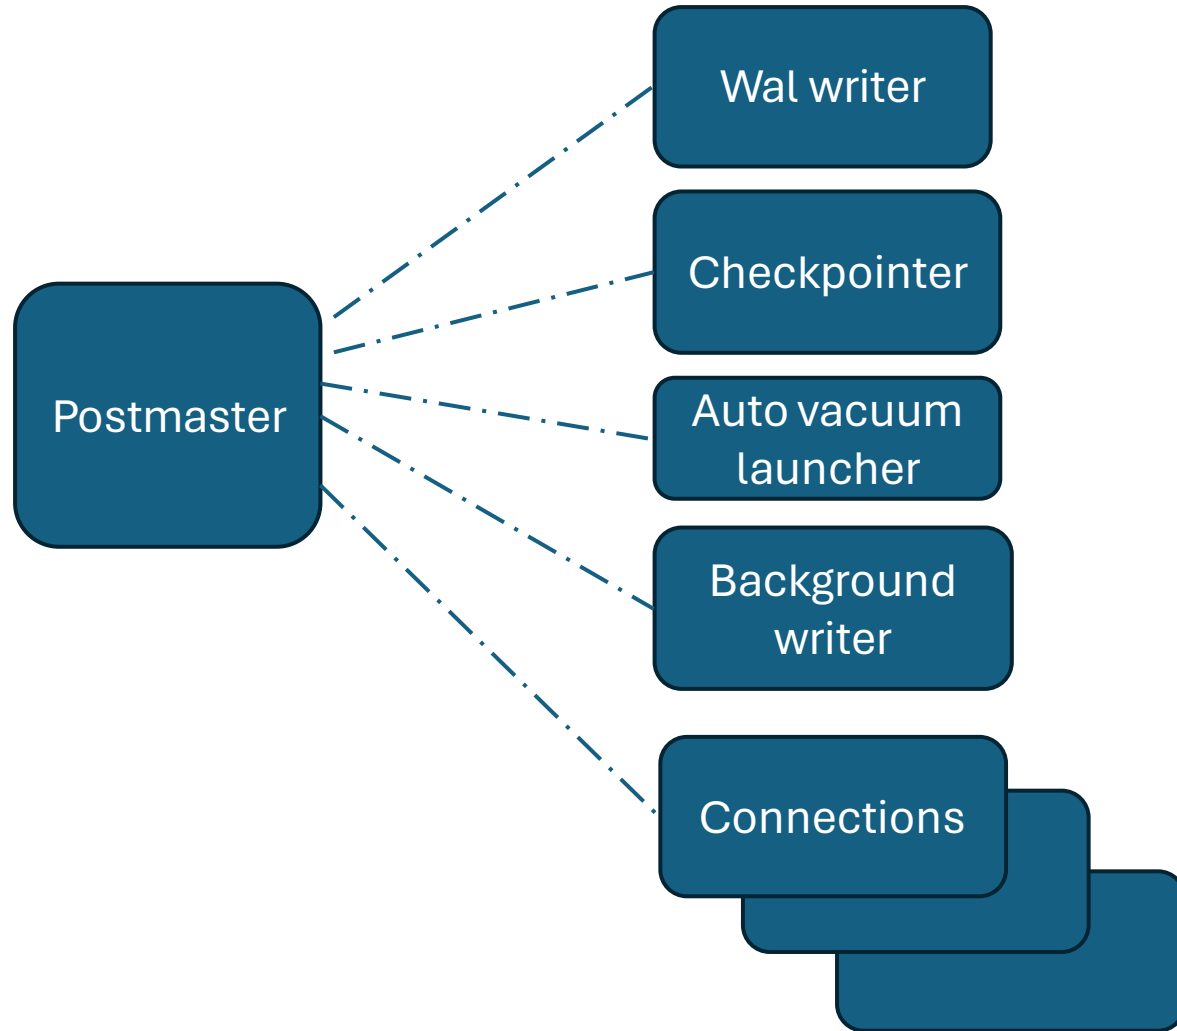 Wal writer
Checkpointer
Postmaster
Auto vacuum
launcher
Background
writer
Connections